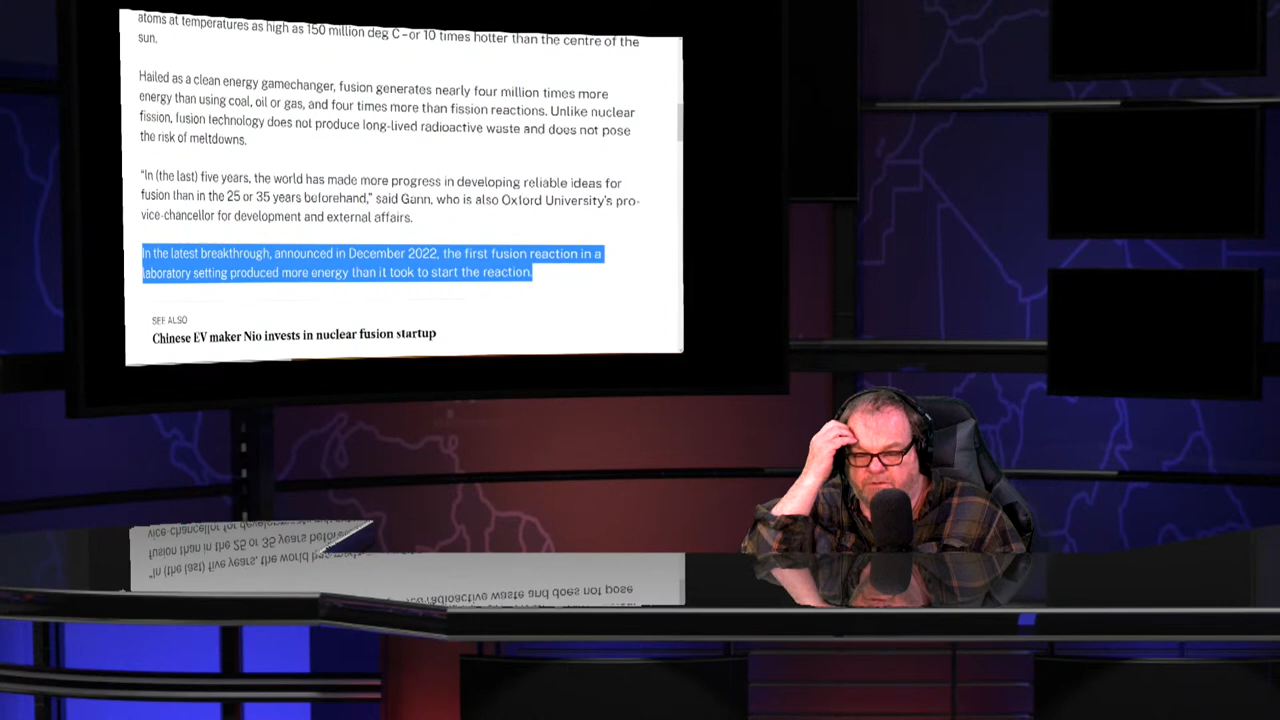 atoms at temperatures as high as 150 million deg C – or 10 times hotter than the centre of the
sun.
Hailed as a clean energy gamechanger, fusion generates nearly four million times more
energy than using coal, oil or gas, and four times more than fission reactions. Unlike nuclear
fission, fusion technology does not produce long-lived radioactive waste and does not pose
the risk of meltdowns.
“In (the last) five years, the world has made more progress in developing reliable ideas for
fusion than in the 25 or 35 years beforehand,” said Gann, who is also Oxford University’s pro-
vice-chancellor for development and external affairs.
In the latest breakthrough, announced in December 2022, the first fusion reaction in a
laboratory setting produced more energy than it took to start the reaction.
SEE ALSO
Chinese EV maker Nio invests in nuclear fusion startup